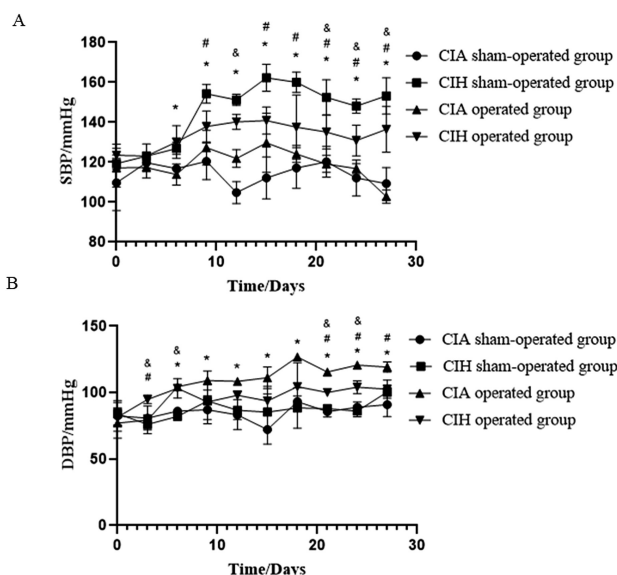 A
& # *
# *
& *
# *
# *
& # *
& # *
& # *
*
180
160
140
120
100
80
SBP/mmHg
0
10
20
30
Time/Days
CIA sham-operated group
CIH sham-operated group
CIA operated group
CIH operated group
B
& #
& *
*
*
*
*
& # *
& # *
# *
150
100
50
0
DBP/mmHg
0
10
20
30
Time/Days
CIA sham-operated group
CIH sham-operated group
CIA operated group
CIH operated group